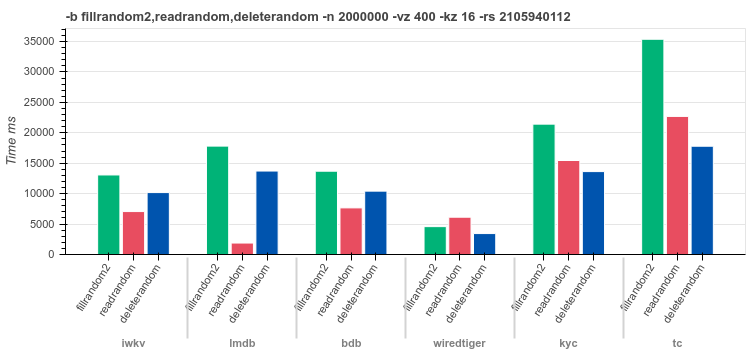 -b fillrandom2,readrandom,deleterandom -n 2000000 -vz 400 -kz 16 -rs 2105940112
Time ms
35000
30000
25000
20000
15000
10000
5000
0
fillrandom2 readrandom deleterandom fillrandom2 readrandom deleterandom fillrandom2 readrandom deleterandom fillrandom2 readrandom deleterandom fillrandom2 readrandom deleterandom fillrandom2 readrandom deleterandom
iwkv lmdb bdb wiredtiger kyc tc